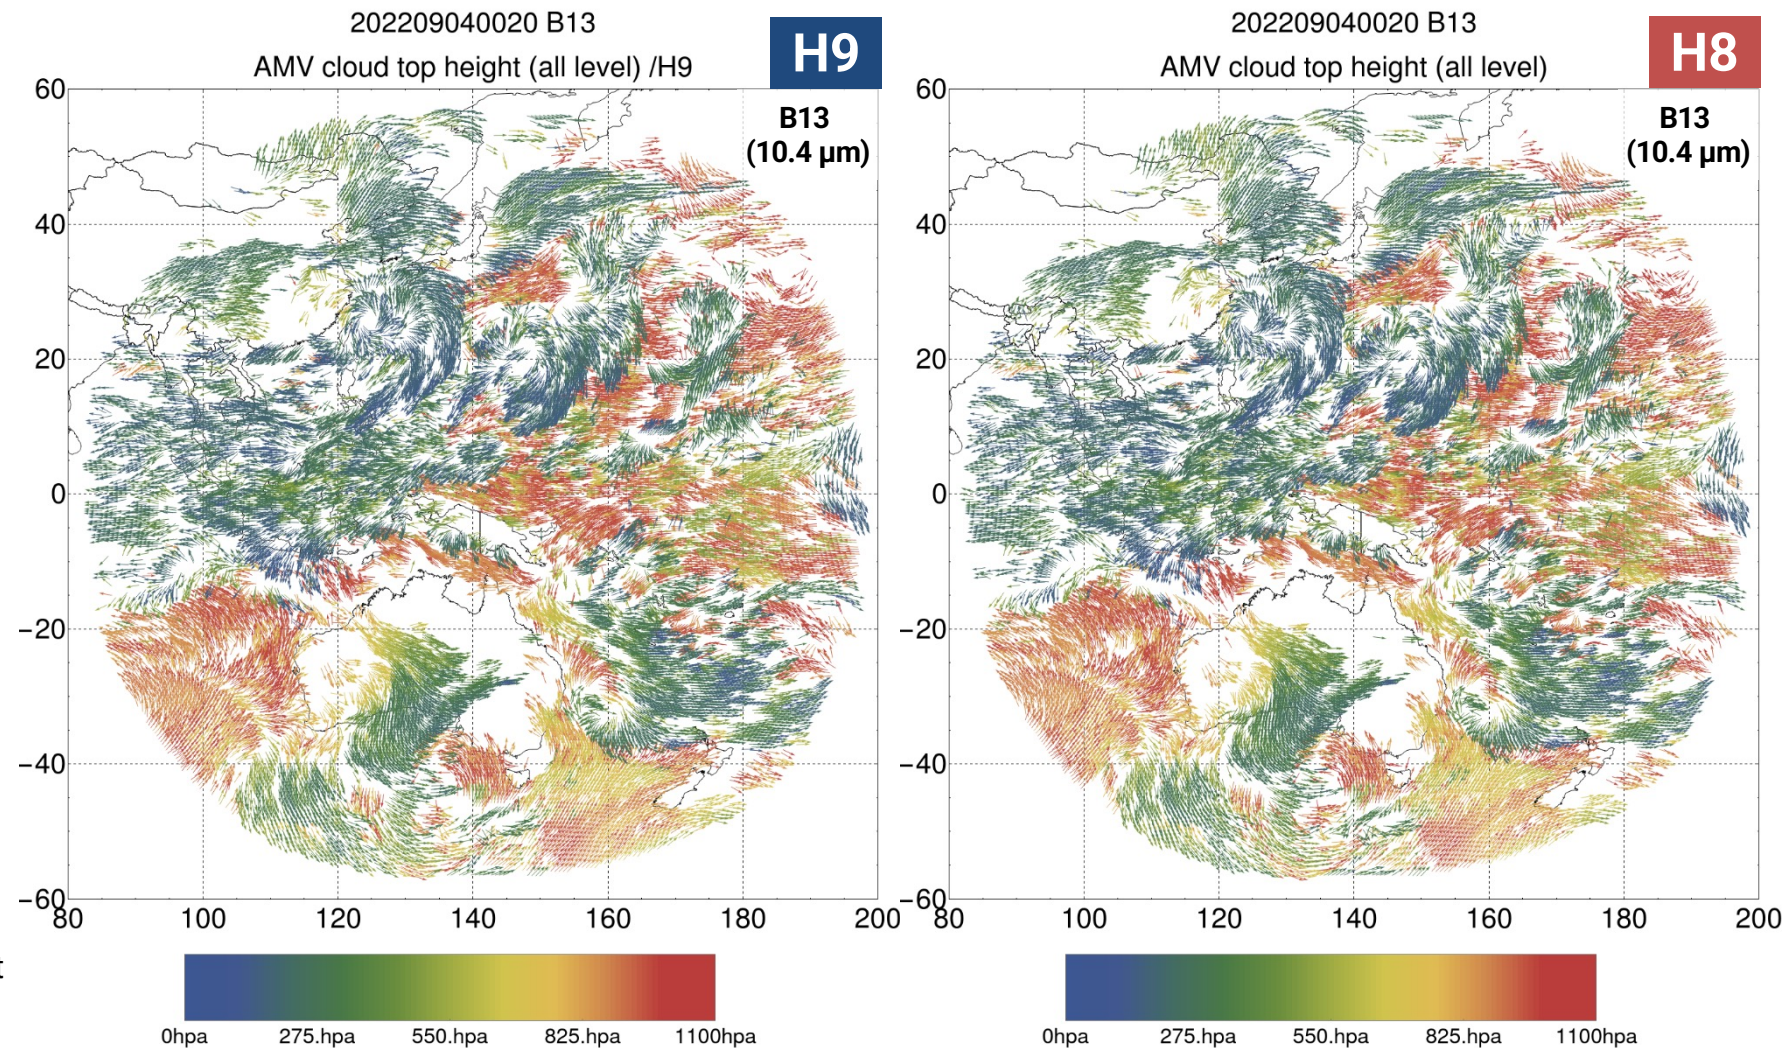 202209040020 B13
AMV cloud top height (all level) /H9
H9
B13
(10.4 µm)
60
40
20
0
−20
−40
−60
80 100 120 140 160 180 200
0hpa 275.hpa 550.hpa 825.hpa 1100hpa
202209040020 B13
AMV cloud top height (all level)
H8
B13
(10.4 µm)
60
40
20
0
−20
−40
−60
80 100 120 140 160 180 200
0hpa 275.hpa 550.hpa 825.hpa 1100hpa